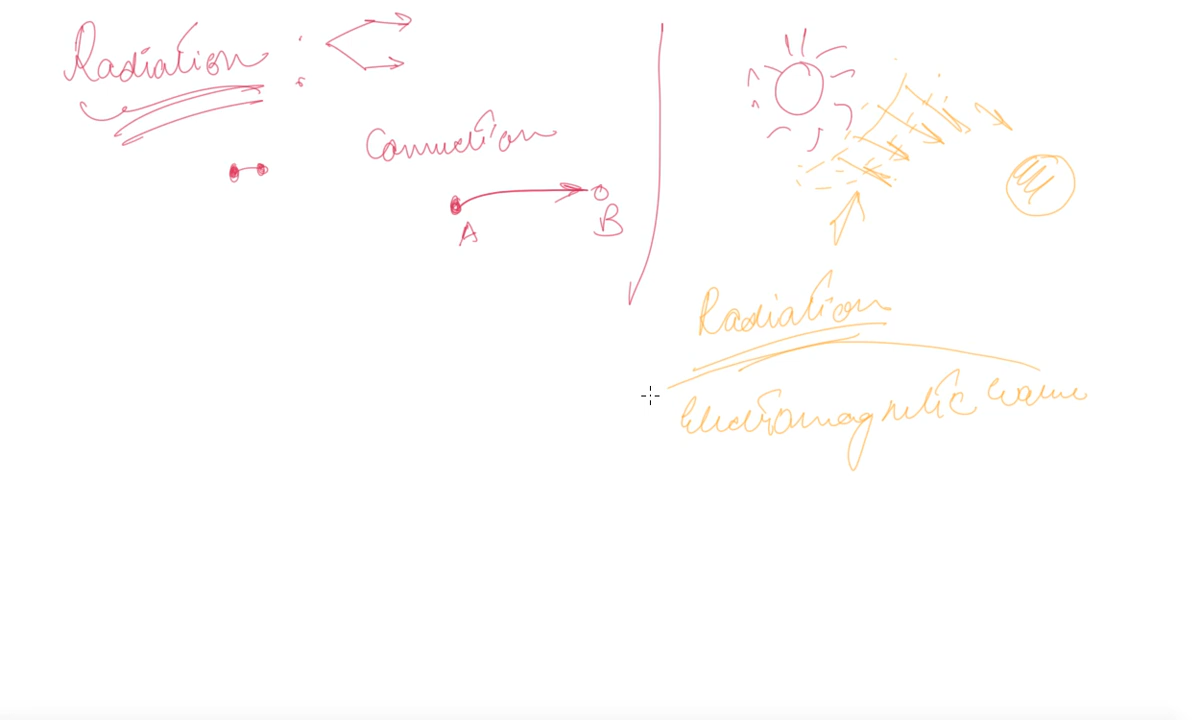 Radiation :
Convection
A
B
Radiation
Electromagnetic wave